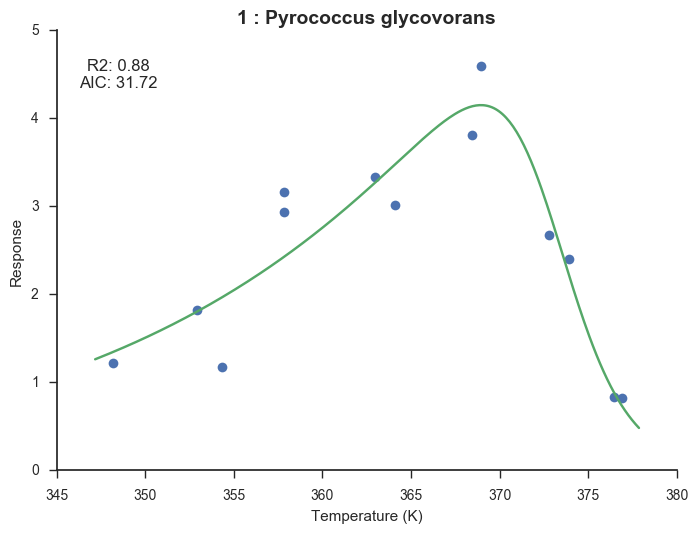 1 : Pyrococcus glycovorans
R2: 0.88
AIC: 31.72
5
4
3
2
1
0
Response
345 350 355 360 365 370 375 380
Temperature (K)